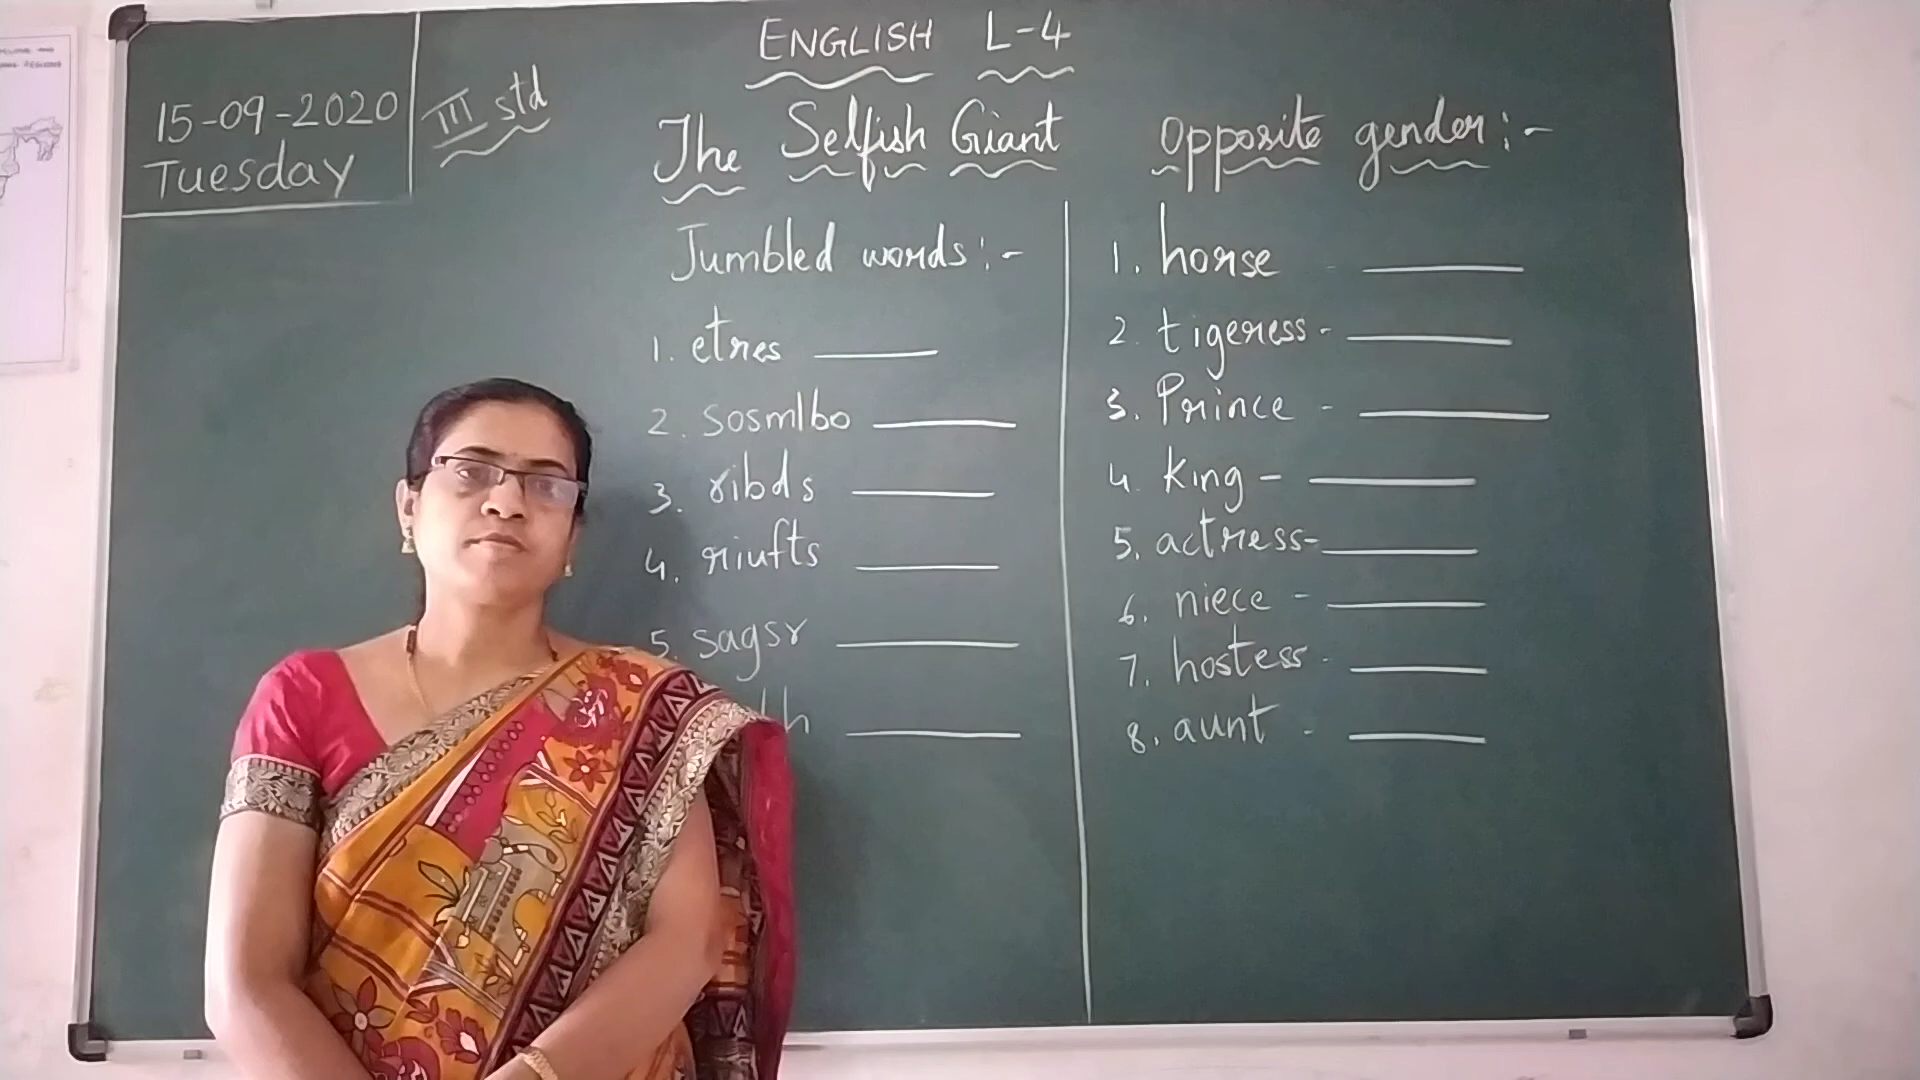 ENGLISH L-4
15-09-2020
Tuesday
III std
The Selfish Giant
Jumbled words:-
1. etres
2. sosmlbo
3. ribds
4. riufts
5. sagsr
Opposite gender:-
1. horse -
2. tigeress -
3. Prince -
4. King -
5. actress-
6. niece -
7. hostess -
8. aunt -